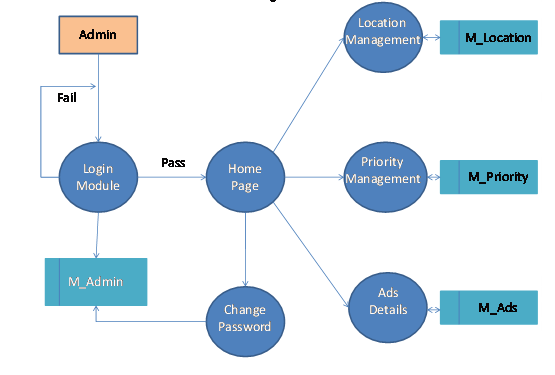 Admin
Fail
Login
Module
Pass
Home
Page
Location
Management
M_Location
Priority
Management
M_Priority
M_Admin
Change
Password
Ads
Details
M_Ads